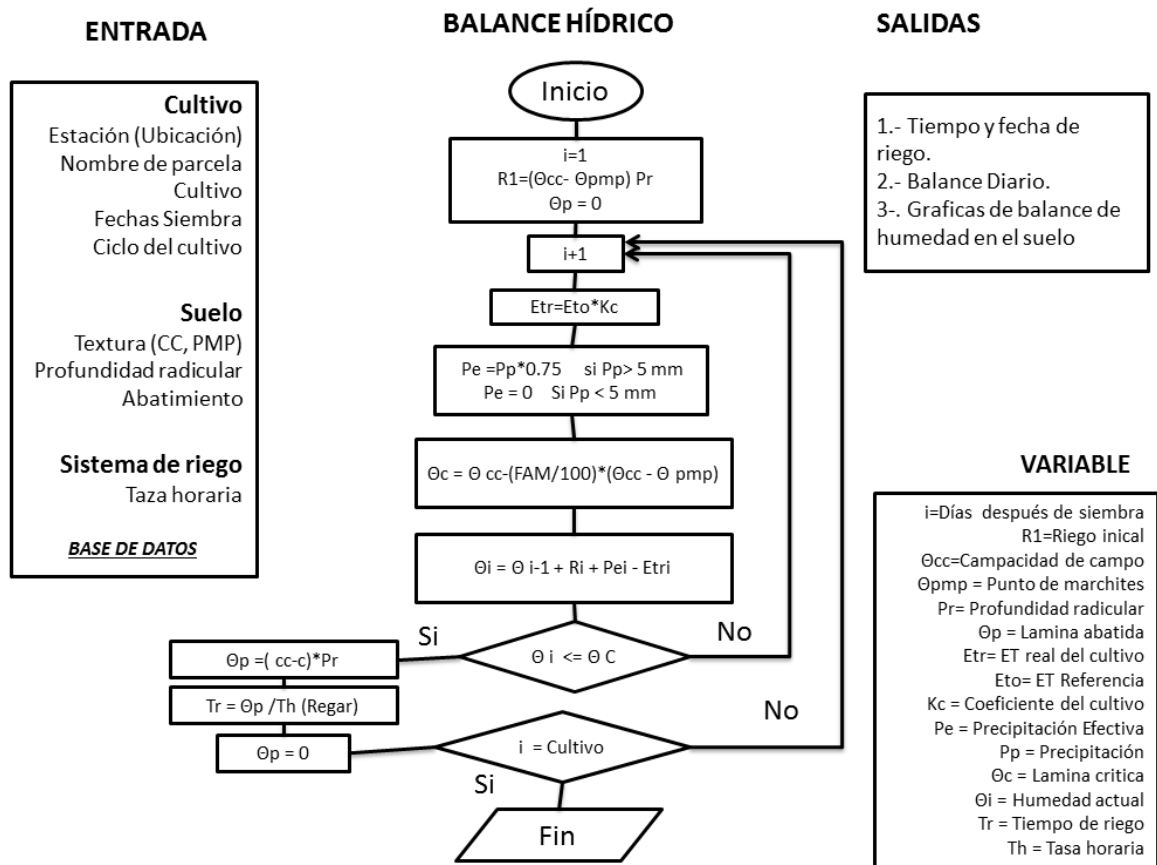 ENTRADA
Cultivo
Estación (Ubicación)
Nombre de parcela
Cultivo
Fechas Siembra
Ciclo del cultivo
Suelo
Textura (CC, PMP)
Profundidad radicular
Abatimiento
Sistema de riego
Taza horaria
BASE DE DATOS
BALANCE HÍDRICO
Inicio
i=1
R1=(Θcc- Θpmp) Pr
Θp = 0
i+1
Etr=Eto*Kc
Pe =Pp*0.75 si Pp> 5 mm
Pe = 0 Si Pp < 5 mm
Θc = Θ cc-(FAM/100)*(Θcc - Θ pmp)
Θi = Θ i-1 + Ri + Pei - Etri
Si
Θ i <= Θ C
No
Θp =( cc-c)*Pr
Tr = Θp /Th (Regar)
Θp = 0
i = Cultivo
No
Si
Fin
SALIDAS
1.- Tiempo y fecha de
riego.
2.- Balance Diario.
3-. Graficas de balance de
humedad en el suelo
VARIABLE
i=Días después de siembra
R1=Riego inical
Θcc=Campacidad de campo
Θpmp = Punto de marchites
Pr= Profundidad radicular
Θp = Lamina abatida
Etr= ET real del cultivo
Eto= ET Referencia
Kc = Coeficiente del cultivo
Pe = Precipitación Efectiva
Pp = Precipitación
Θc = Lamina critica
Θi = Humedad actual
Tr = Tiempo de riego
Th = Tasa horaria